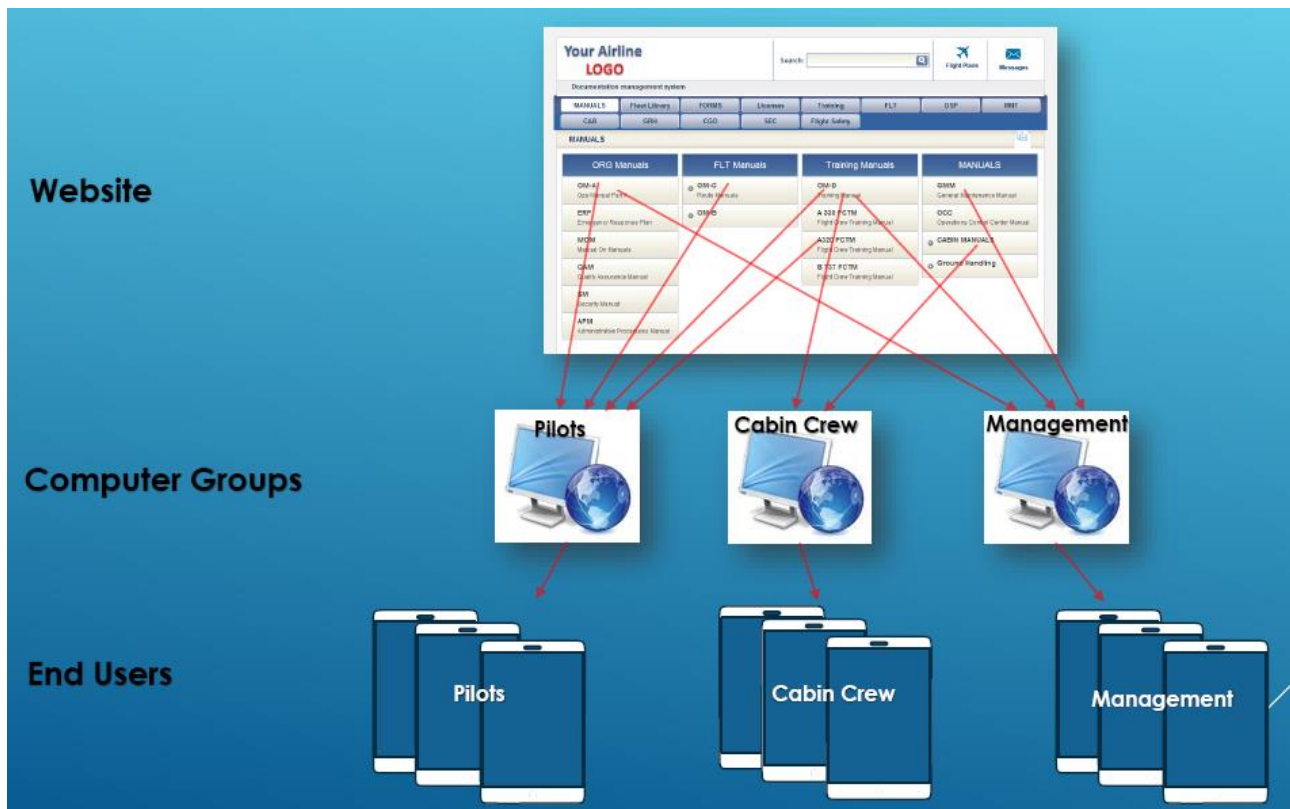 Your Airline
LOGO
Search:
Flight Plans
Messages
Documentation management system
MANUALS
Fleet Library
FORMS
Licenses
Training
FLT
DSP
MNT
CAB
GRH
CGO
SEC
Flight Safety
MANUALS
ORG Manuals
FLT Manuals
Training Manuals
MANUALS
OM-A
Ops Manual Part A
ERP
Emergency Response Plan
MOM
Manual On Manuals
QAM
Quality Assurance Manual
SM
Security Manual
APM
Administrative Procedures Manual
OM-C
Route Manuals
OM-B
OM-D
Training Manual
A 330 FCTM
Flight Crew Training Manual
A320 FCTM
Flight Crew Training Manual
B 737 FCTM
Flight Crew Training Manual
GMM
General Maintenance Manual
OCC
Operations Control Center Manual
CABIN MANUALS
Ground Handling
Website
Pilots
Cabin Crew
Management
Computer Groups
End Users
Pilots
Cabin Crew
Management